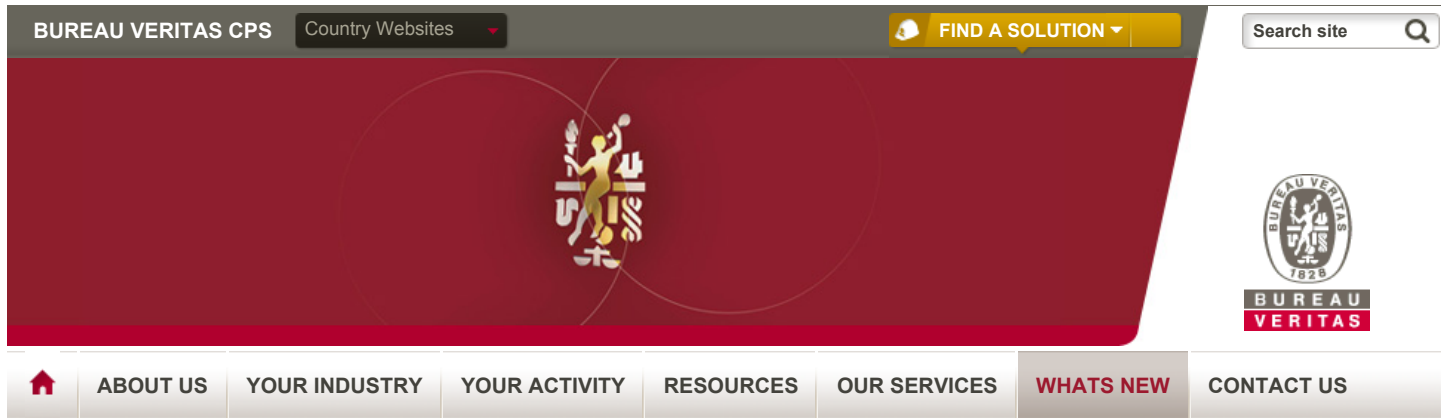 BUREAU VERITAS CPS Country Websites FIND A SOLUTION Search site
BUREAU VERITAS
1828
BUREAU
VERITAS
ABOUT US YOUR INDUSTRY YOUR ACTIVITY RESOURCES OUR SERVICES WHATS NEW CONTACT US